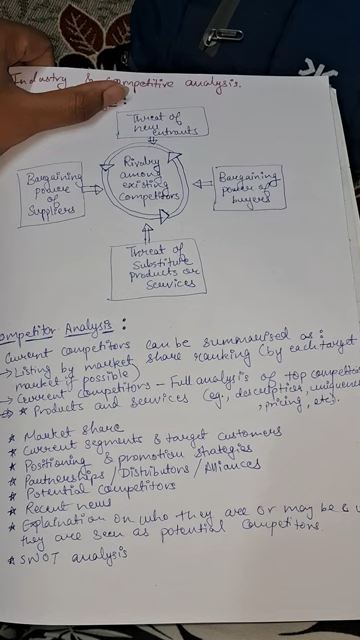 Industry & Competitive analysis.
Threat of
new
entrants
Bargaining
power
of
Suppliers
Rivalry
among
existing
Competitors
Bargaining
power of
buyers
Threat of
Substitute
Products or
Services
Competitor Analysis :
Current competitors can be summarised as :
→ Listing by market share ranking (by each target
market if possible)
→ Current competitors - Full analysis of top competitors
⇒ * Products and services (eg., description, uniqueness
, pricing, etc).
* Market share
* Current segments & target customers
* Positioning & promotion strategies
* Partnerships / Distributors / Alliances
* Potential competitors
* Recent news
* Explaination on who they are or may be &
they are seen as potential competitors.
* SWOT analysis